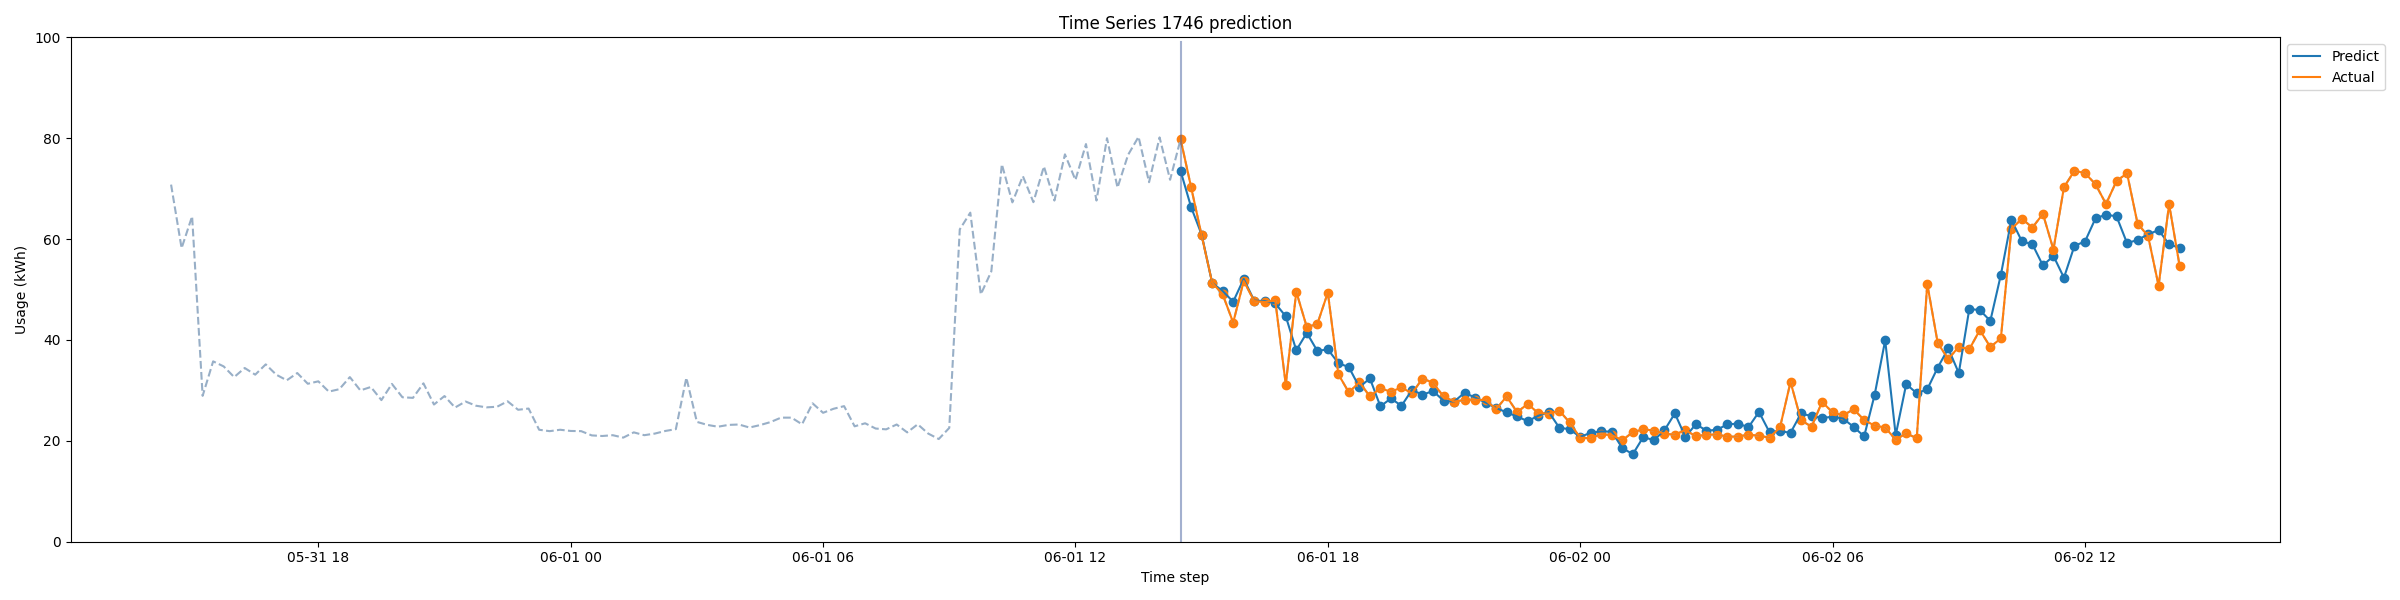 Time Series 1746 prediction
Predict
Actual
Usage (kWh)
100
80
60
40
20
0
05-31 18
06-01 00
06-01 06
06-01 12
06-01 18
06-02 00
06-02 06
06-02 12
Time step